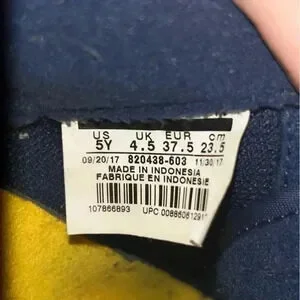 US UK EUR cm
5Y 4.5 37.5 23.5
09/20/17 820438-603 11/30/17
MADE IN INDONESIA
FABRIQUE EN INDONESIE
107866893 UPC